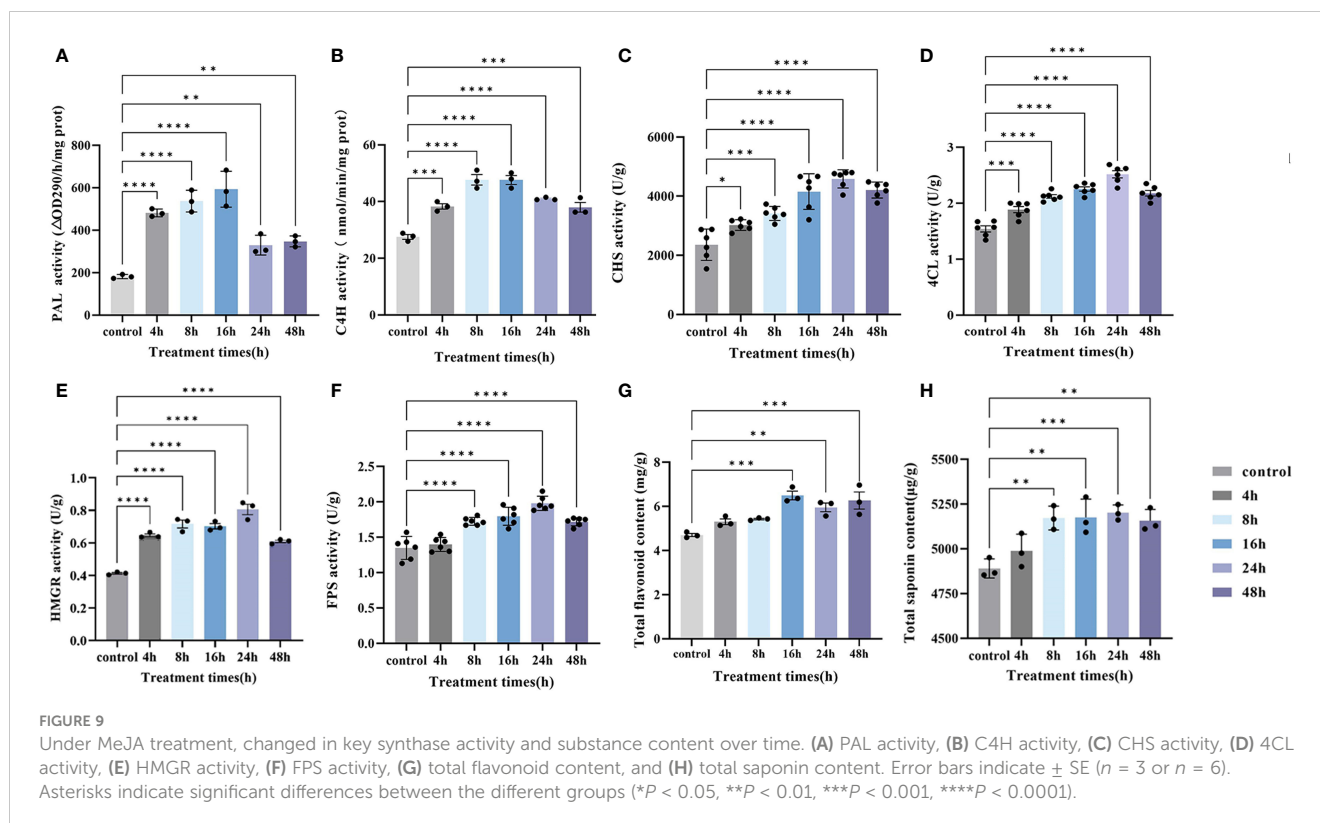 A
PAL activity (ΔΔOD290/h/mg prot)
800
600
400
200
0
**
**
****
****
****
control 4h 8h 16h 24h 48h
Treatment times(h)
B
C4H activity ( nmol/min/mg prot)
60
40
20
0
***
****
****
****
***
control 4h 8h 16h 24h 48h
Treatment times(h)
C
CHS activity (U/g)
6000
4000
2000
0
****
****
****
***
*
control 4h 8h 16h 24h 48h
Treatment times(h)
D
4CL activity (U/g)
3
2
1
0
****
****
****
****
***
control 4h 8h 16h 24h 48h
Treatment times(h)
E
HMGR activity (U/g)
1.0
0.8
0.6
0.4
0.2
0.0
****
****
****
****
****
control 4h 8h 16h 24h 48h
Treatment times(h)
F
FPS activity (U/g)
2.5
2.0
1.5
1.0
0.5
0.0
****
****
****
****
control 4h 8h 16h 24h 48h
Treatment times(h)
G
Total flavonoid content (mg/g)
8
6
4
2
0
***
**
***
control 4h 8h 16h 24h 48h
Treatment times(h)
H
Total saponin content(μg/g)
5500
5250
5000
4750
4500
**
***
**
**
control 4h 8h 16h 24h 48h
Treatment times(h)
control
4h
8h
16h
24h
48h
FIGURE 9
Under MeJA treatment, changed in key synthase activity and substance content over time. (A) PAL activity, (B) C4H activity, (C) CHS activity, (D) 4CL
activity, (E) HMGR activity, (F) FPS activity, (G) total flavonoid content, and (H) total saponin content. Error bars indicate ± SE (n = 3 or n = 6).
Asterisks indicate significant differences between the different groups (*P < 0.05, **P < 0.01, ***P < 0.001, ****P < 0.0001).